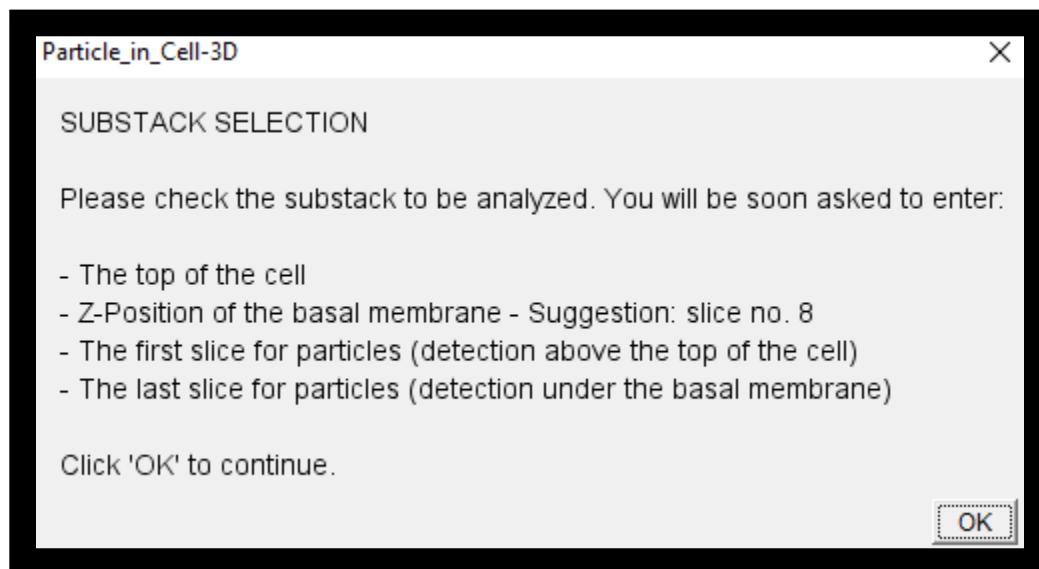 Particle_in_Cell-3D
SUBSTACK SELECTION
Please check the substack to be analyzed. You will be soon asked to enter:
- The top of the cell
- Z-Position of the basal membrane - Suggestion: slice no. 8
- The first slice for particles (detection above the top of the cell)
- The last slice for particles (detection under the basal membrane)
Click 'OK' to continue.
OK